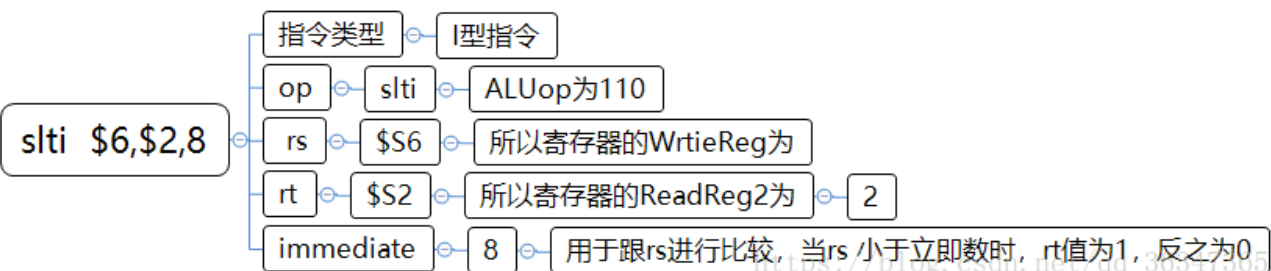 指令类型 I型指令
op slti ALUop为110
slti $6,$2,8
rs $S6 所以寄存器的WrtieReg为
rt $S2 所以寄存器的ReadReg2为 2
immediate 8 用于跟rs进行比较，当rs 小于立即数时，rt值为1，反之为0